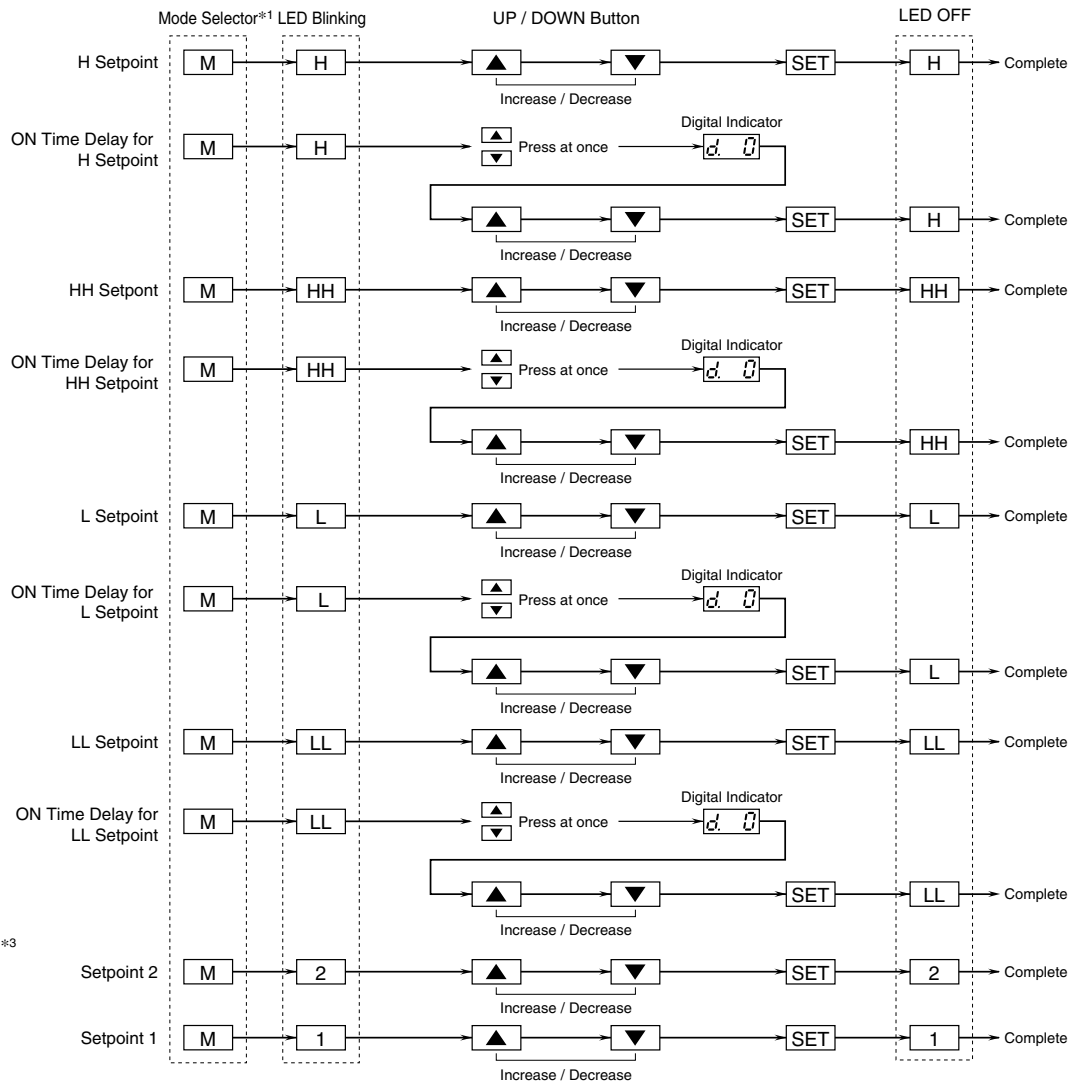 Mode Selector*1 LED Blinking UP / DOWN Button LED OFF
H Setpoint M H ▲ ▼ SET H Complete
Increase / Decrease
ON Time Delay for
H Setpoint M H ▲ ▼ Press at once Digital Indicator d. 0
▲ ▼ SET H Complete
Increase / Decrease
HH Setpont M HH ▲ ▼ SET HH Complete
Increase / Decrease
ON Time Delay for
HH Setpoint M HH ▲ ▼ Press at once Digital Indicator d. 0
▲ ▼ SET HH Complete
Increase / Decrease
L Setpoint M L ▲ ▼ SET L Complete
Increase / Decrease
ON Time Delay for
L Setpoint M L ▲ ▼ Press at once Digital Indicator d. 0
▲ ▼ SET L Complete
Increase / Decrease
LL Setpoint M LL ▲ ▼ SET LL Complete
Increase / Decrease
ON Time Delay for
LL Setpoint M LL ▲ ▼ Press at once Digital Indicator d. 0
▲ ▼ SET LL Complete
Increase / Decrease
*3
Setpoint 2 M 2 ▲ ▼ SET 2 Complete
Increase / Decrease
Setpoint 1 M 1 ▲ ▼ SET 1 Complete
Increase / Decrease